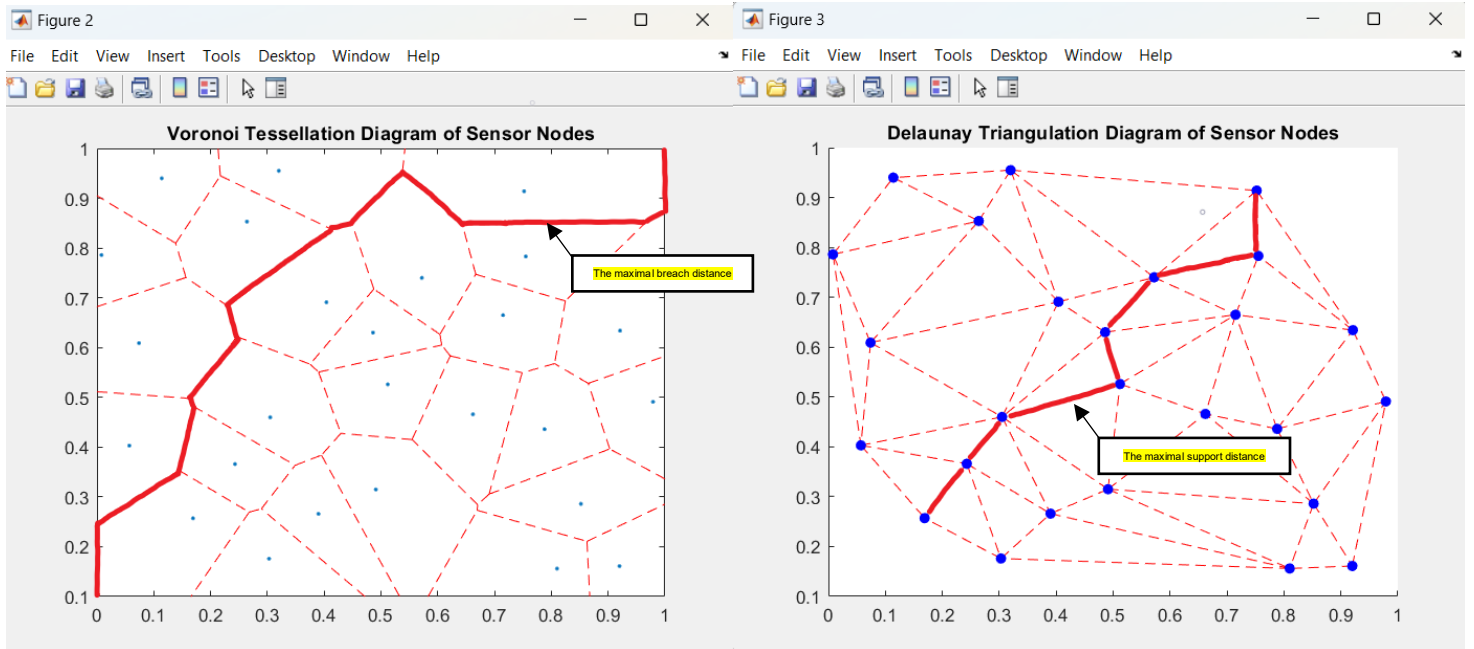 Figure 2
File Edit View Insert Tools Desktop Window Help
Voronoi Tessellation Diagram of Sensor Nodes
1
0.9
0.8
0.7
0.6
0.5
0.4
0.3
0.2
0.1
0 0.1 0.2 0.3 0.4 0.5 0.6 0.7 0.8 0.9 1
The maximal breach distance
Figure 3
File Edit View Insert Tools Desktop Window Help
Delaunay Triangulation Diagram of Sensor Nodes
1
0.9
0.8
0.7
0.6
0.5
0.4
0.3
0.2
0.1
0 0.1 0.2 0.3 0.4 0.5 0.6 0.7 0.8 0.9 1
The maximal support distance